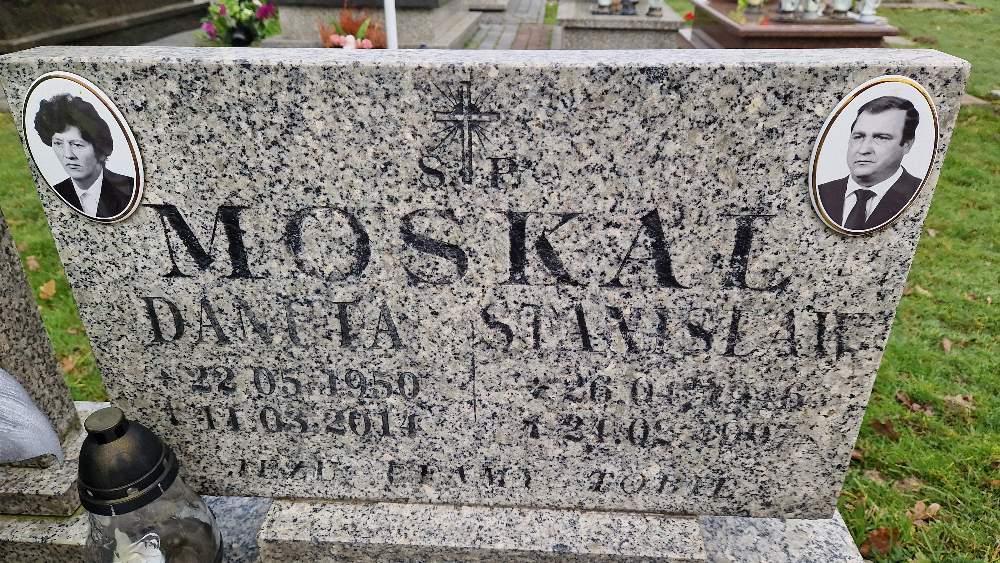 Ś P
MOSKAL
DANUTA STANISŁAW
* 22.05.1950
† 11.03.2014
JEZU UFAMY TOBIE